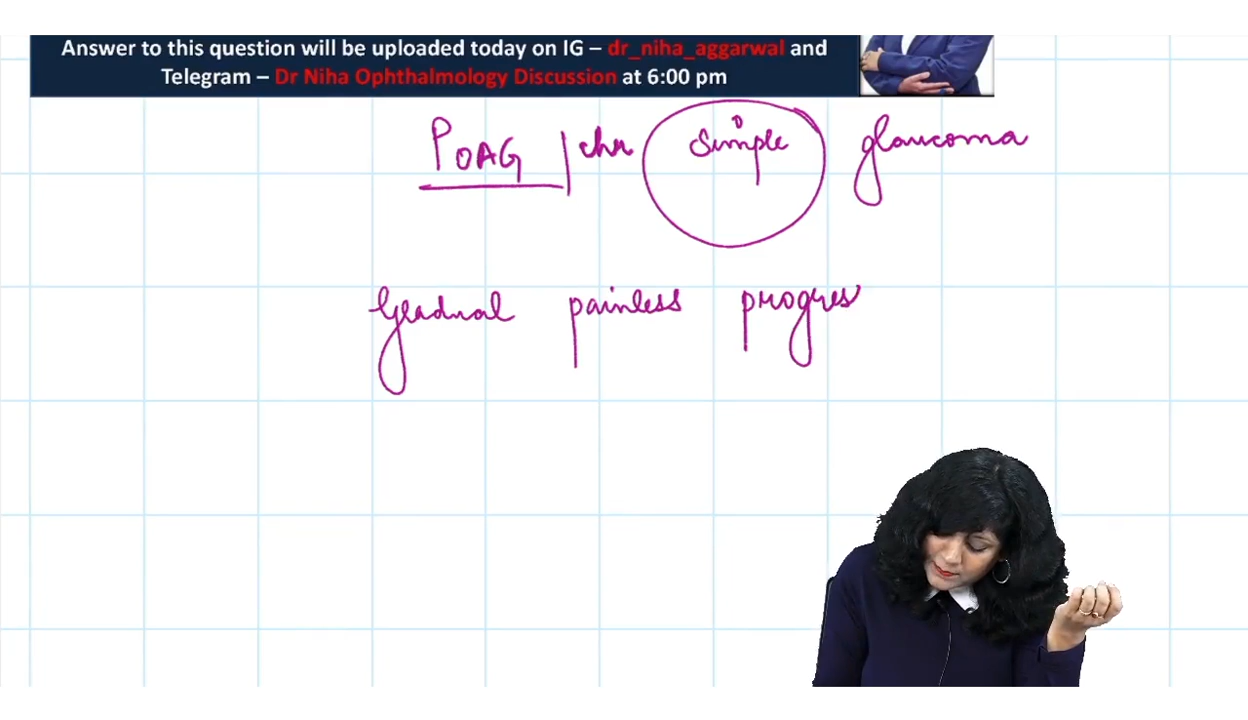 Answer to this question will be uploaded today on IG – dr_niha_aggarwal and
Telegram – Dr Niha Ophthalmology Discussion at 6:00 pm
POAG / chr simple glaucoma
Gradual painless progres